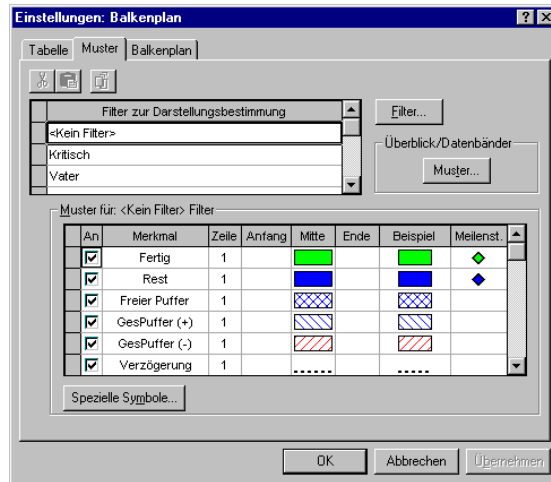 Einstellungen: Balkenplan
Tabelle Muster Balkenplan
Filter zur Darstellungsbestimmung
<Kein Filter>
Kritisch
Vater
Filter...
Überblick/Datenbänder
Muster...
Muster für: <Kein Filter> Filter
An Merkmal Zeile Anfang Mitte Ende Beispiel Meilenst.
Fertig 1
Rest 1
Freier Puffer 1
GesPuffer (+) 1
GesPuffer (-) 1
Verzögerung 1
Spezielle Symbole...
OK Abbrechen Übernehmen